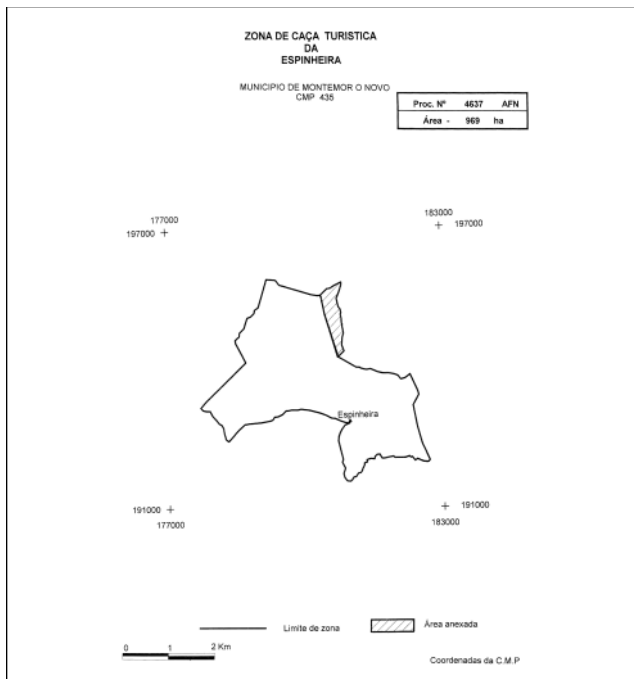 ZONA DE CAÇA TURISTICA
DA
ESPINHEIRA
MUNICIPIO DE MONTEMOR O NOVO
CMP 435
Proc. Nº 4637 AFN
Área - 969 ha
177000
197000
183000
197000
Espinheira
191000
177000
191000
183000
Limite de zona
Área anexada
0 1 2 Km
Coordenadas da C.M.P